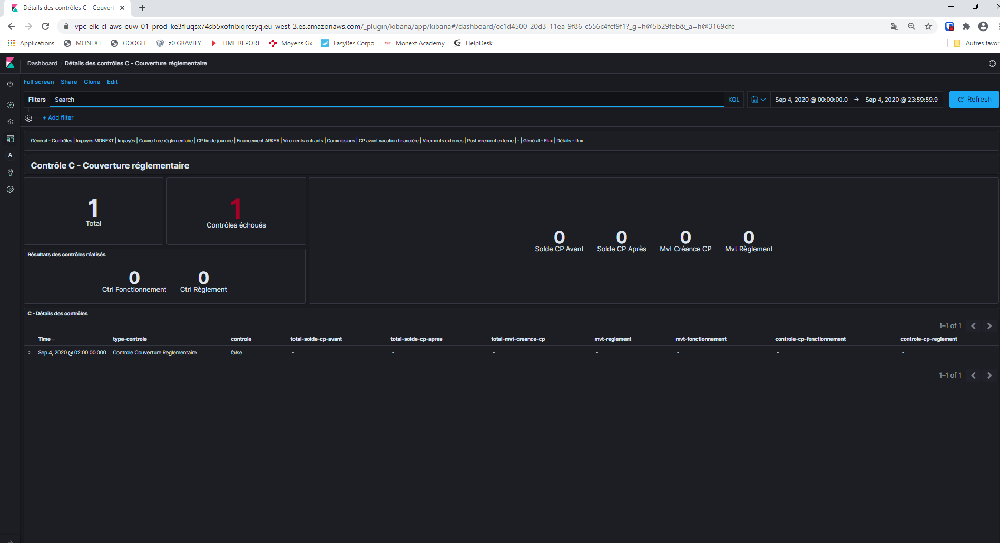 Détails des contrôles C - Couvert
vpc-elk-cl-aws-euw-01-prod-ke3fluqsx74sb5xofnbiqresyq.eu-west-3.es.amazonaws.com/_plugin/kibana/app/kibana#/dashboard/cc1d4500-20d3-11ea-9f86-c556c4fcf9f1?_g=h@5b29feb&_a=h@3169dfc
Applications MONEXT GOOGLE z0 GRAVITY TIME REPORT Moyens Gx EasyRes Corpo Monext Academy HelpDesk Autres favor
Dashboard / Détails des contrôles C - Couverture réglementaire
Full screen Share Clone Edit
Filters Search KQL Sep 4, 2020 @ 00:00:00.0 → Sep 4, 2020 @ 23:59:59.9 Refresh
+ Add filter
Général - Contrôles | Impayés MONEXT | Impayés | Couverture réglementaire | CP fin de journée | Financement ARKEA | Virements entrants | Commissions | CP avant vacation financière | Virements externes | Post virement externe | - | Général - Flux | Détails - flux
A
Contrôle C - Couverture réglementaire
1
Total
1
Contrôles échoués
0 0 0 0
Solde CP Avant Solde CP Après Mvt Créance CP Mvt Règlement
Résultats des contrôles réalisés
0 0
Ctrl Fonctionnement Ctrl Règlement
C - Détails des contrôles
1–1 of 1
Time type-controle controle total-solde-cp-avant total-solde-cp-apres total-mvt-creance-cp mvt-reglement mvt-fonctionnement controle-cp-fonctionnement controle-cp-reglement
Sep 4, 2020 @ 02:00:00.000 Controle Couverture Reglementaire false - - - - - - -
1–1 of 1